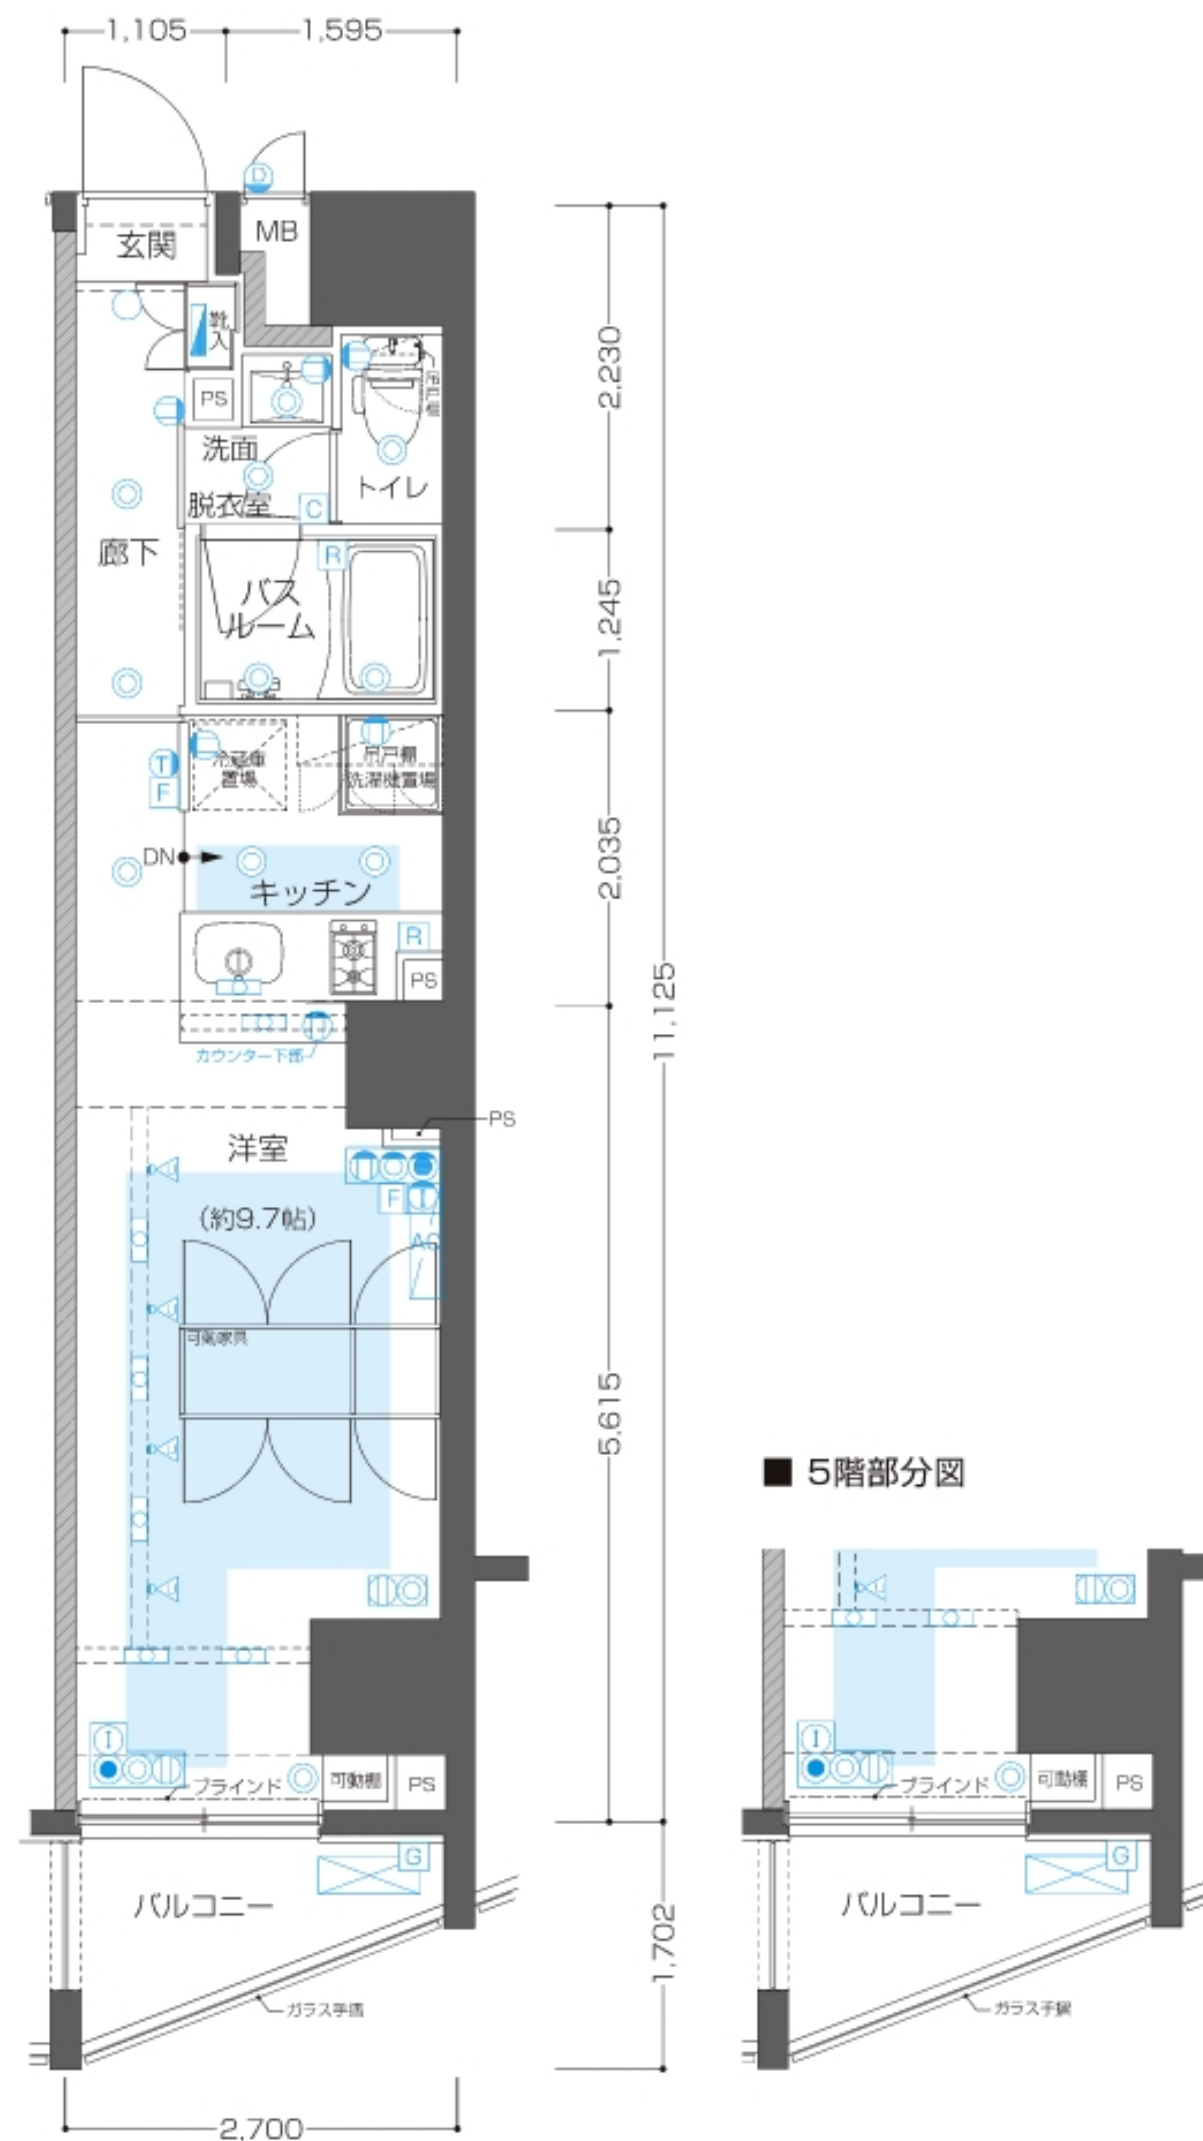 1,105
1,595
D
MB
玄関
靴
入
PS
洗面
脱衣室
C
トイレ
吊戸棚
2,230
廊下
R
バス
ルーム
1,245
T
F
冷蔵庫
置場
吊戸棚
洗濯機置場
DN
キッチン
R
PS
2,035
11,125
カウンター下部
PS
洋室
(約9.7帖)
F
AC
可動家具
5,615
I
ブラインド
可動棚
PS
G
バルコニー
ガラス手摺
1,702
2,700
■ 5階部分図
I
ブラインド
可動棚
PS
G
バルコニー
ガラス手摺